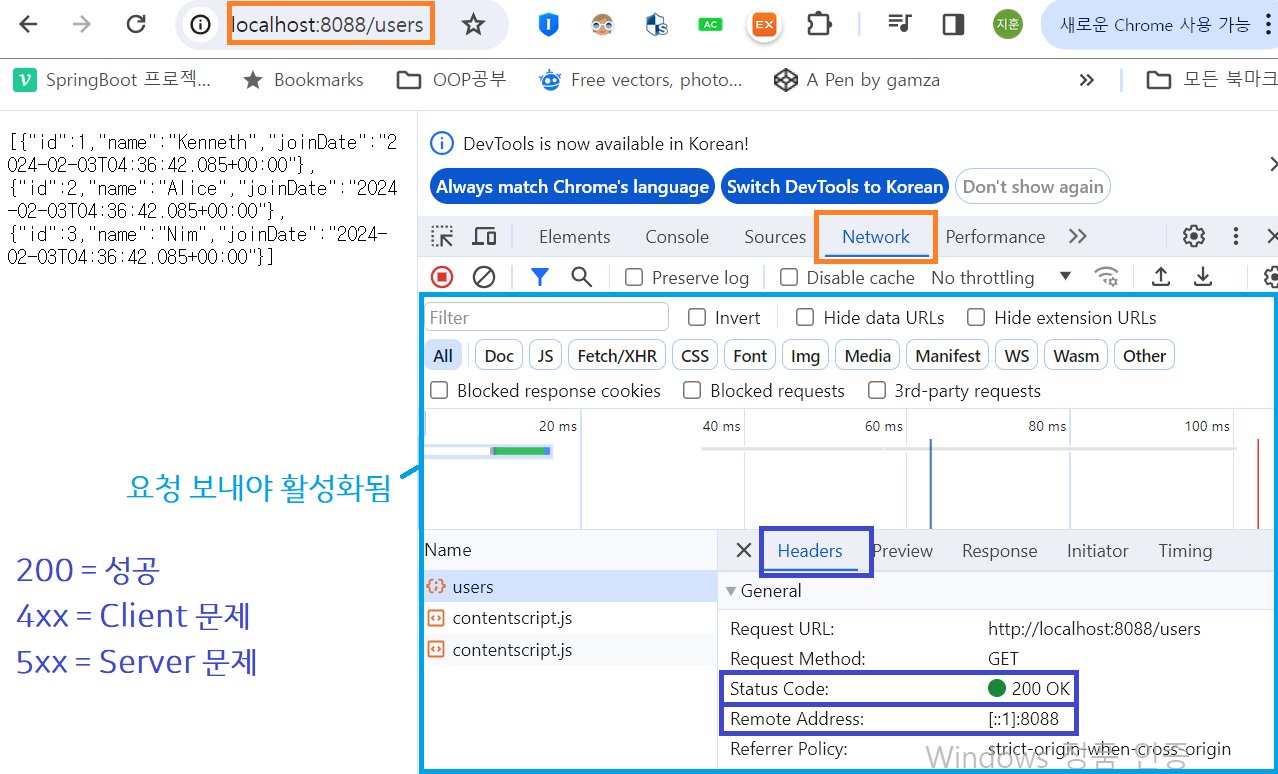 localhost:8088/users
AC
EX
지훈
새로운 Chrome 사용 가능
SpringBoot 프로젝...
Bookmarks
OOP공부
Free vectors, photo...
A Pen by gamza
모든 북마크
[{"id":1,"name":"Kenneth","joinDate":"2
024-02-03T04:36:42.085+00:00"},
{"id":2,"name":"Alice","joinDate":"2024
-02-03T04:36:42.085+00:00"},
{"id":3,"name":"Nim","joinDate":"2024-
02-03T04:36:42.085+00:00"}]
DevTools is now available in Korean!
Always match Chrome's language
Switch DevTools to Korean
Don't show again
Elements
Console
Sources
Network
Performance
Preserve log
Disable cache
No throttling
Filter
Invert
Hide data URLs
Hide extension URLs
All
Doc
JS
Fetch/XHR
CSS
Font
Img
Media
Manifest
WS
Wasm
Other
Blocked response cookies
Blocked requests
3rd-party requests
20 ms
40 ms
60 ms
80 ms
100 ms
요청 보내야 활성화됨
200 = 성공
4xx = Client 문제
5xx = Server 문제
Name
users
contentscript.js
contentscript.js
Headers
Preview
Response
Initiator
Timing
General
Request URL: http://localhost:8088/users
Request Method: GET
Status Code: 200 OK
Remote Address: [::1]:8088
Referrer Policy: strict-origin-when-cross-origin
Windows 정품 인증